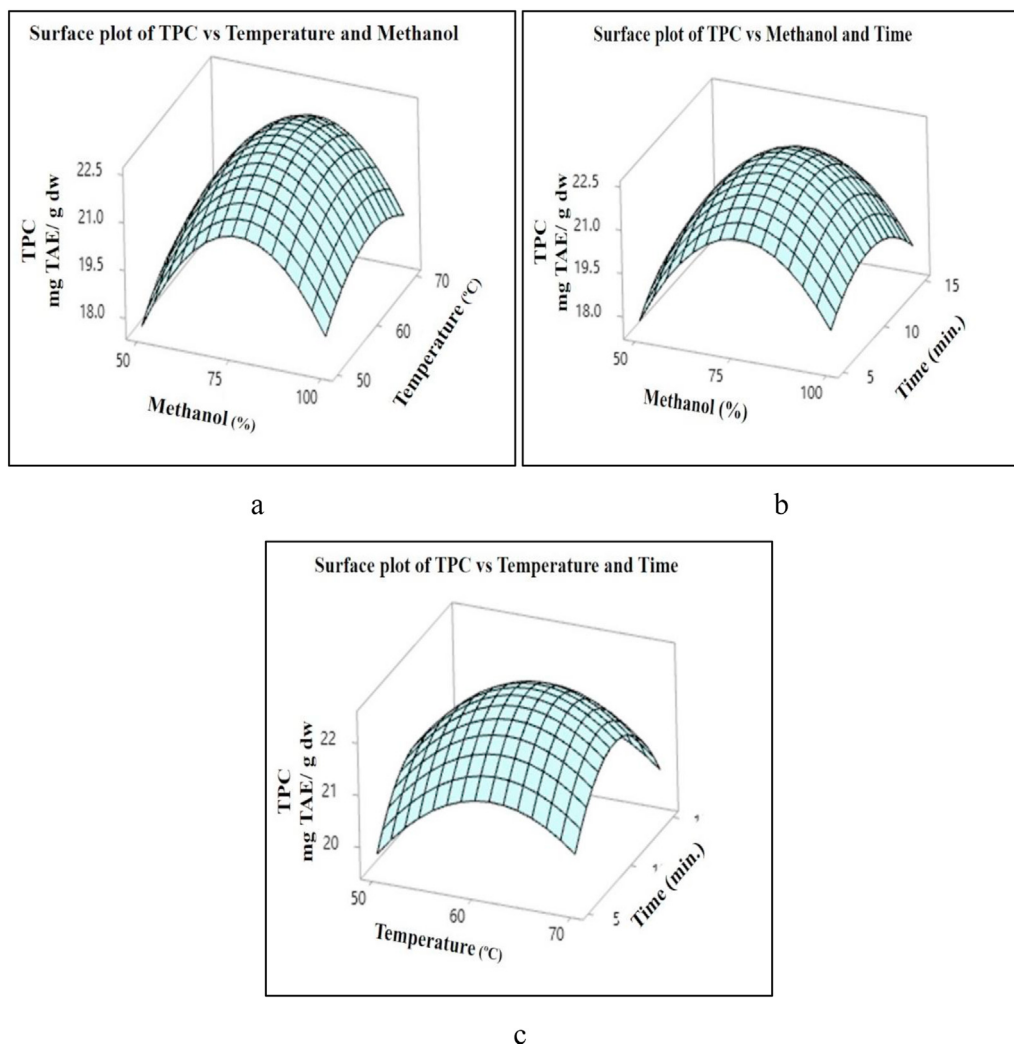 Surface plot of TPC vs Temperature and Methanol
22.5
21.0
19.5
18.0
TPC
mg TAE/ g dw
50
75
100
Methanol (%)
50
60
70
Temperature (ºC)
a
Surface plot of TPC vs Methanol and Time
22.5
21.0
19.5
18.0
TPC
mg TAE/ g dw
50
75
100
Methanol (%)
5
10
15
Time (min.)
b
Surface plot of TPC vs Temperature and Time
22
21
20
TPC
mg TAE/ g dw
50
60
70
Temperature (ºC)
5
Time (min.)
c